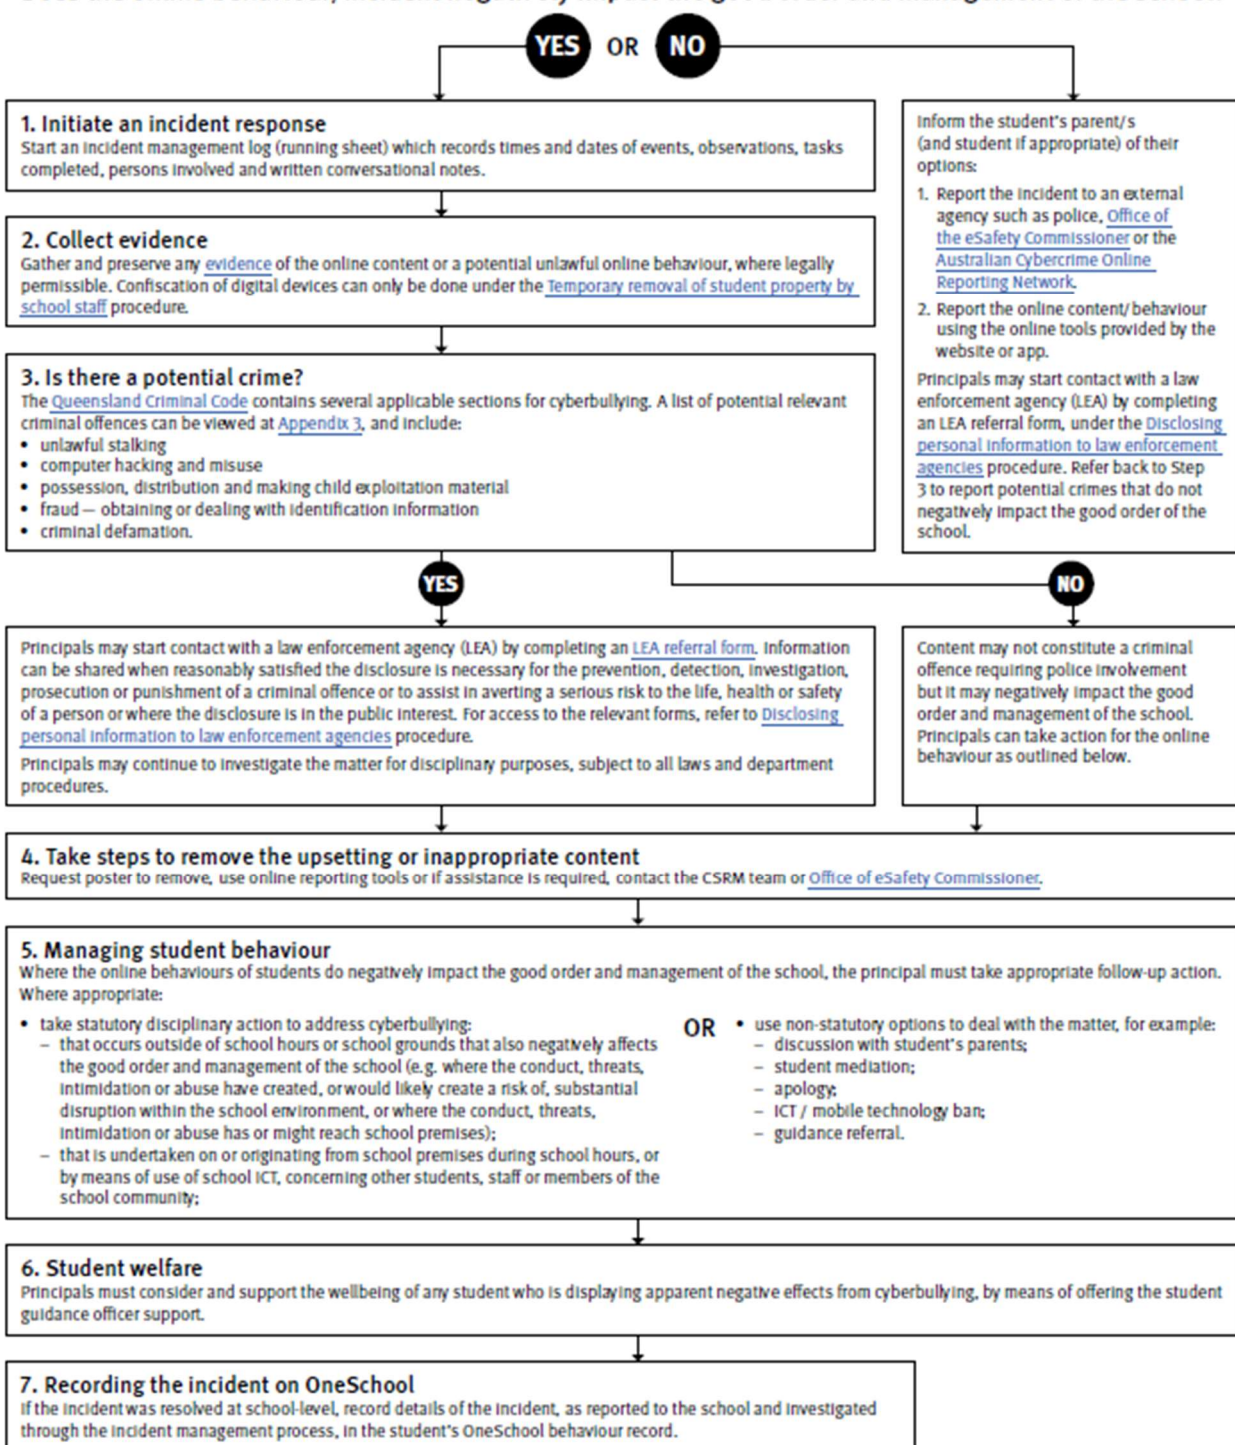 YES OR NO
1. Initiate an incident response
Start an incident management log (running sheet) which records times and dates of events, observations, tasks
completed, persons involved and written conversational notes.
2. Collect evidence
Gather and preserve any evidence of the online content or a potential unlawful online behaviour, where legally
permissible. Confiscation of digital devices can only be done under the Temporary removal of student property by
school staff procedure.
3. Is there a potential crime?
The Queensland Criminal Code contains several applicable sections for cyberbullying. A list of potential relevant
criminal offences can be viewed at Appendix 3, and include:
• unlawful stalking
• computer hacking and misuse
• possession, distribution and making child exploitation material
• fraud — obtaining or dealing with identification information
• criminal defamation.
Inform the student's parent/s
(and student if appropriate) of their
options:
1. Report the incident to an external
agency such as police, Office of
the eSafety Commissioner or the
Australian Cybercrime Online
Reporting Network.
2. Report the online content/behaviour
using the online tools provided by the
website or app.
Principals may start contact with a law
enforcement agency (LEA) by completing
an LEA referral form, under the Disclosing
personal information to law enforcement
agencies procedure. Refer back to Step
3 to report potential crimes that do not
negatively impact the good order of the
school.
YES
NO
Principals may start contact with a law enforcement agency (LEA) by completing an LEA referral form. Information
can be shared when reasonably satisfied the disclosure is necessary for the prevention, detection, investigation,
prosecution or punishment of a criminal offence or to assist in averting a serious risk to the life, health or safety
of a person or where the disclosure is in the public interest. For access to the relevant forms, refer to Disclosing
personal information to law enforcement agencies procedure.
Principals may continue to investigate the matter for disciplinary purposes, subject to all laws and department
procedures.
Content may not constitute a criminal
offence requiring police involvement
but it may negatively impact the good
order and management of the school.
Principals can take action for the online
behaviour as outlined below.
4. Take steps to remove the upsetting or inappropriate content
Request poster to remove, use online reporting tools or if assistance is required, contact the CSRM team or Office of eSafety Commissioner.
5. Managing student behaviour
Where the online behaviours of students do negatively impact the good order and management of the school, the principal must take appropriate follow-up action.
Where appropriate:
• take statutory disciplinary action to address cyberbullying:
– that occurs outside of school hours or school grounds that also negatively affects
the good order and management of the school (e.g. where the conduct, threats,
intimidation or abuse have created, or would likely create a risk of, substantial
disruption within the school environment, or where the conduct, threats,
intimidation or abuse has or might reach school premises);
– that is undertaken on or originating from school premises during school hours, or
by means of use of school ICT, concerning other students, staff or members of the
school community;
OR
• use non-statutory options to deal with the matter, for example:
– discussion with student's parents;
– student mediation;
– apology;
– ICT / mobile technology ban;
– guidance referral.
6. Student welfare
Principals must consider and support the wellbeing of any student who is displaying apparent negative effects from cyberbullying, by means of offering the student
guidance officer support.
7. Recording the incident on OneSchool
If the incident was resolved at school-level, record details of the incident, as reported to the school and investigated
through the incident management process, in the student's OneSchool behaviour record.